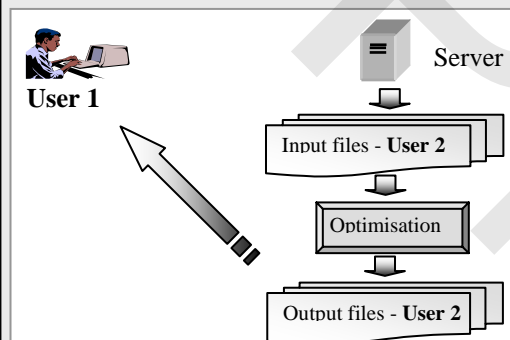 Server
User 1
Input files - User 2
Optimisation
Output files - User 2